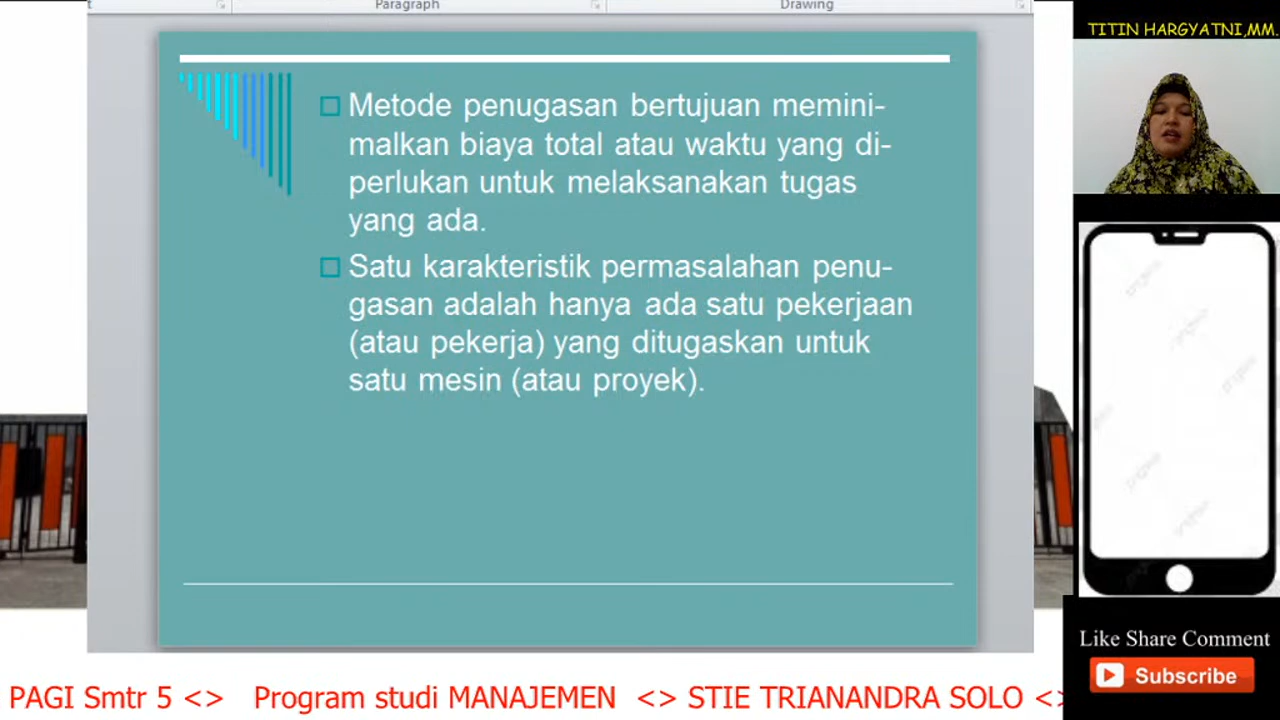 Paragraph
Drawing
TITIN HARGYATNI,MM.
Metode penugasan bertujuan memini-
malkan biaya total atau waktu yang di-
perlukan untuk melaksanakan tugas
yang ada.
Satu karakteristik permasalahan penu-
gasan adalah hanya ada satu pekerjaan
(atau pekerja) yang ditugaskan untuk
satu mesin (atau proyek).
Like Share Comment
Subscribe
PAGI Smtr 5 <> Program studi MANAJEMEN <> STIE TRIANANDRA SOLO <>